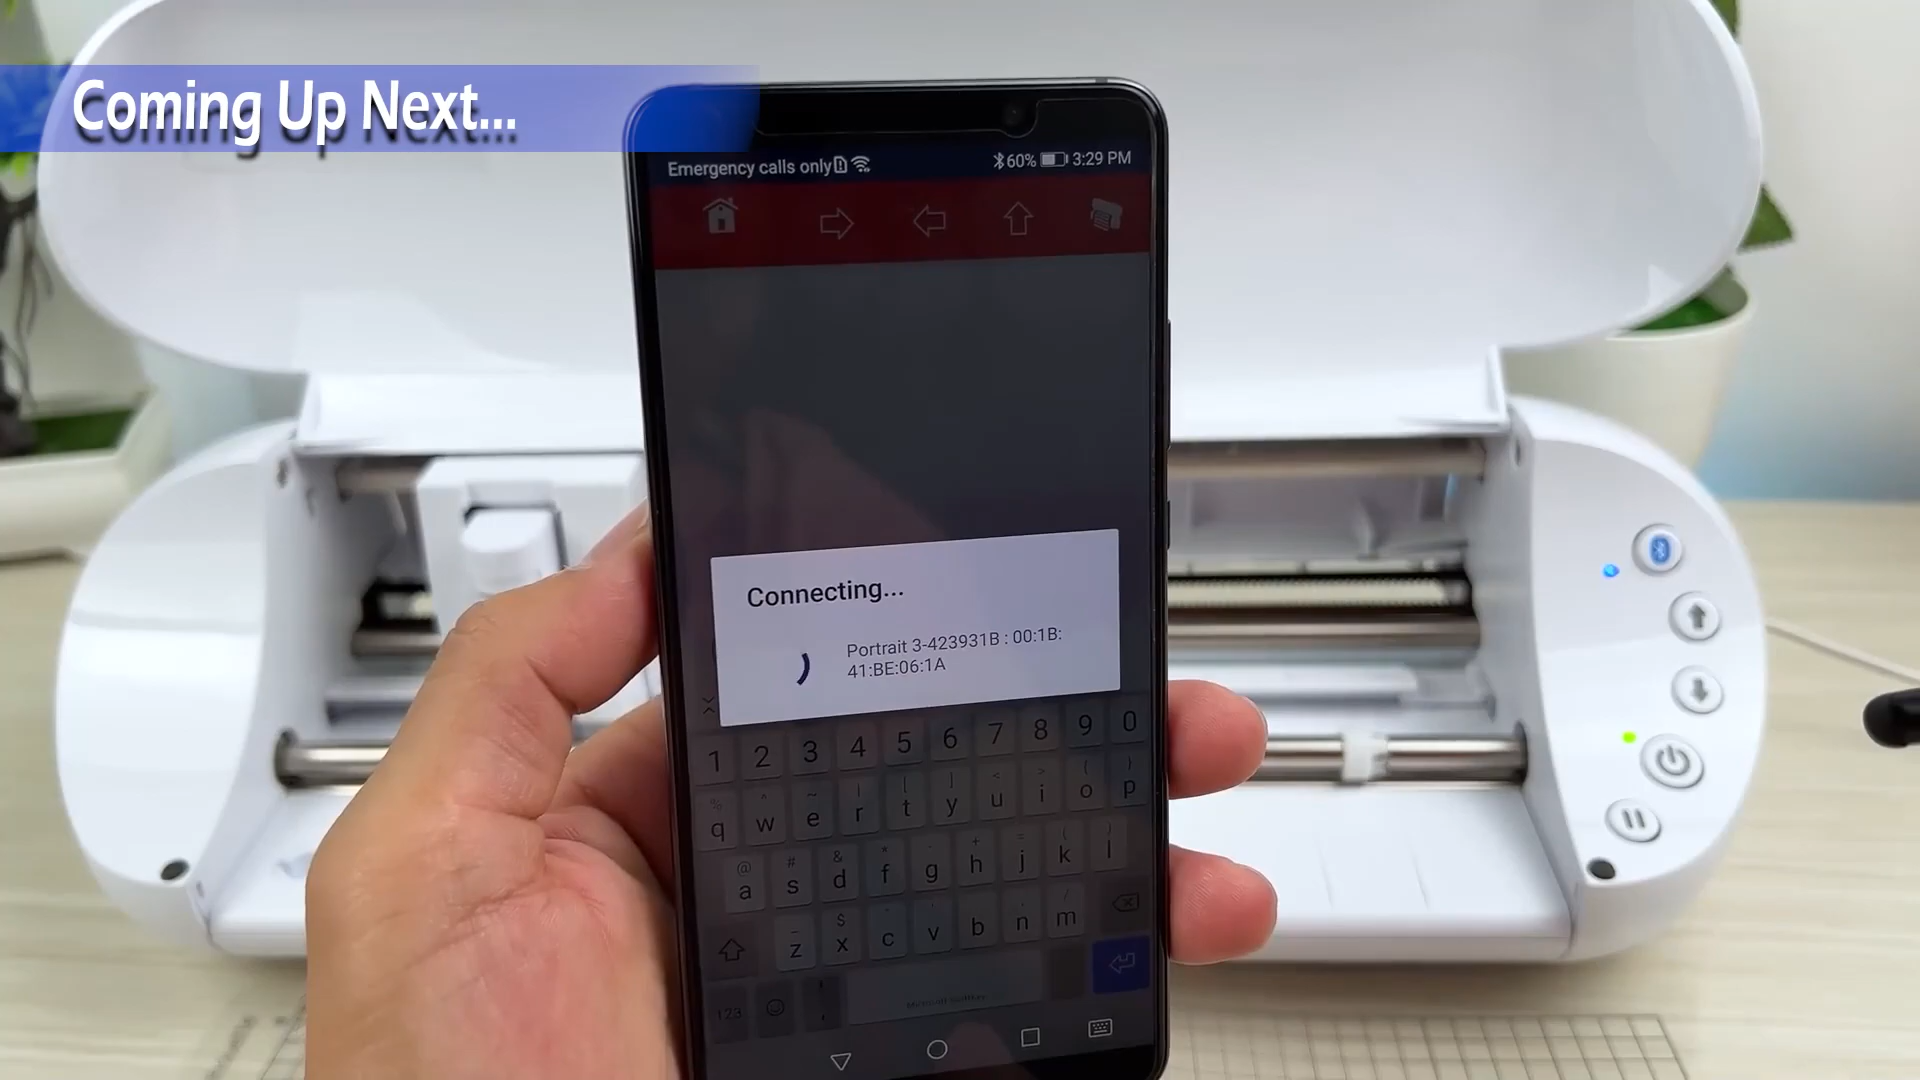 Coming Up Next...
Emergency calls only
60% 3:29 PM
Connecting...
Portrait 3-423931B : 00:1B:
41:BE:06:1A
1 2 3 4 5 6 7 8 9 0
q w e r t y u i o p
a s d f g h j k l
z x c v b n m
123